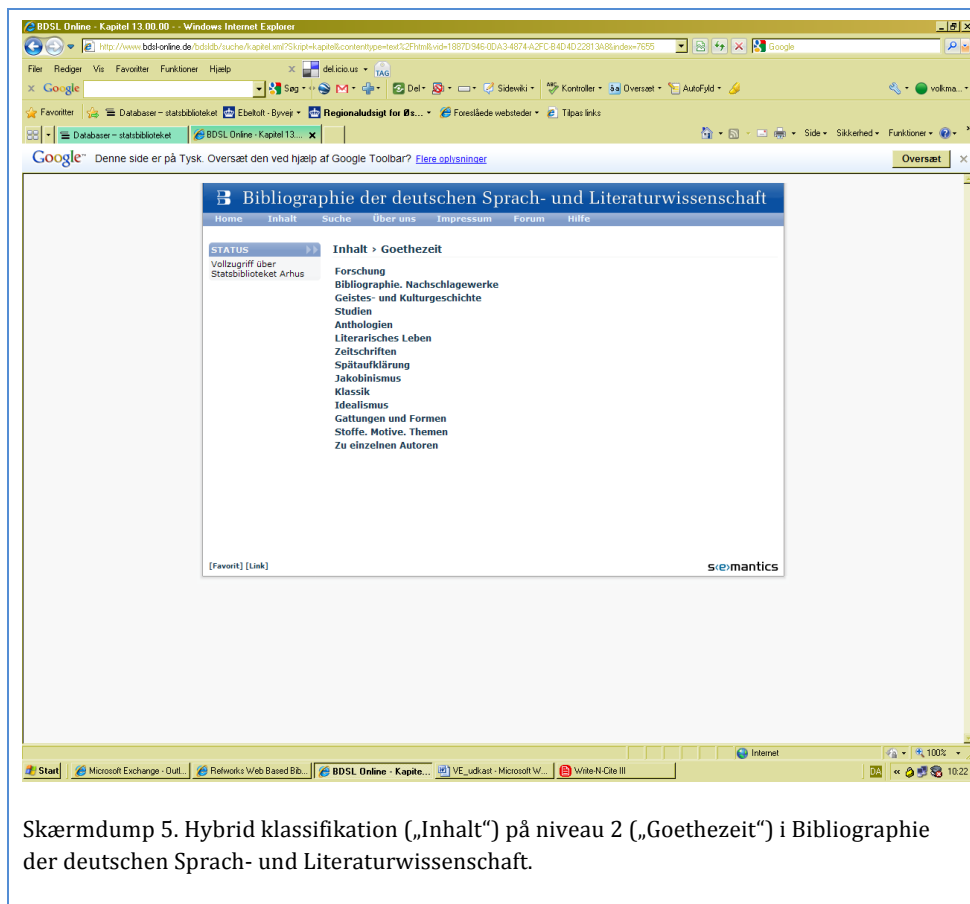 BDSL Online - Kapitel 13.00.00 - - Windows Internet Explorer
http://www.bdsl-online.de/bdsldb/suche/kapitel.xml?Skript=kapitel&contenttype=text%2Fhtml&vid=1887D946-0DA3-4874-A2FC-B4D4D22813A8&index=7655 Google
Filer Rediger Vis Favoritter Funktioner Hjælp x del.icio.us TAG
x Google Søg Del Sidewiki Kontroller Oversæt AutoFyld volkma...
Favoritter Databaser – statsbiblioteket Ebeltoft - Byvejr Regionaludsigt for Øs... Foreslåede websteder Tilpas links
Databaser – statsbiblioteket BDSL Online - Kapitel 13.... x Side Sikkerhed Funktioner
Google Denne side er på Tysk. Oversæt den ved hjælp af Google Toolbar? Flere oplysninger Oversæt x
B Bibliographie der deutschen Sprach- und Literaturwissenschaft
Home Inhalt Suche Über uns Impressum Forum Hilfe
STATUS
Vollzugriff über
Statsbiblioteket Arhus
Inhalt › Goethezeit
Forschung
Bibliographie. Nachschlagewerke
Geistes- und Kulturgeschichte
Studien
Anthologien
Literarisches Leben
Zeitschriften
Spätaufklärung
Jakobinismus
Klassik
Idealismus
Gattungen und Formen
Stoffe. Motive. Themen
Zu einzelnen Autoren
[Favorit] [Link] s‹e›mantics
Internet 100%
Start Microsoft Exchange - Outl... Refworks Web Based Bib... BDSL Online - Kapite... VE_udkast - Microsoft W... Write-N-Cite III DA « 10:22
Skærmdump 5. Hybrid klassifikation („Inhalt“) på niveau 2 („Goethezeit“) i Bibliographie
der deutschen Sprach- und Literaturwissenschaft.